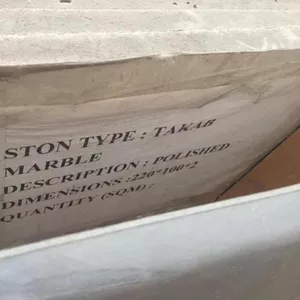 STON TYPE : TAKAB
MARBLE
DESCRIPTION : POLISHED
DIMENSIONS :220*100*2
QUANTITY (SQM) :